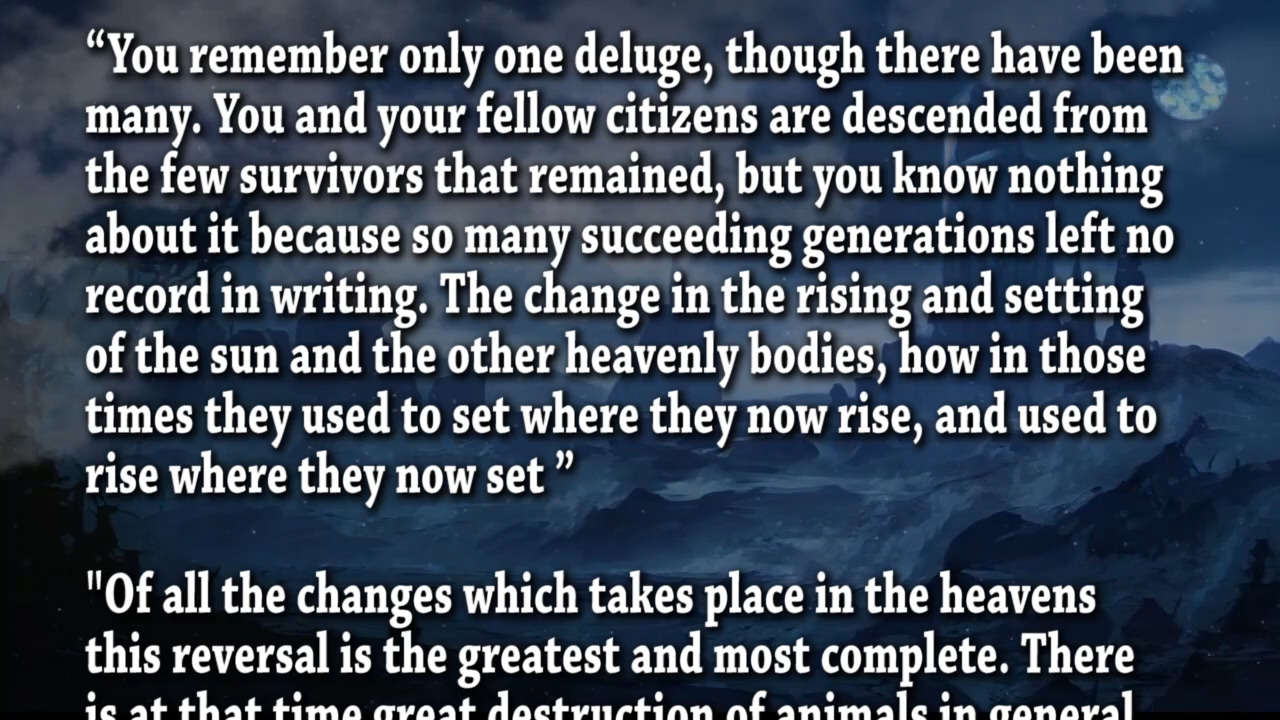 “You remember only one deluge, though there have been
many. You and your fellow citizens are descended from
the few survivors that remained, but you know nothing
about it because so many succeeding generations left no
record in writing. The change in the rising and setting
of the sun and the other heavenly bodies, how in those
times they used to set where they now rise, and used to
rise where they now set ”
"Of all the changes which takes place in the heavens
this reversal is the greatest and most complete. There
is at that time great destruction of animals in general